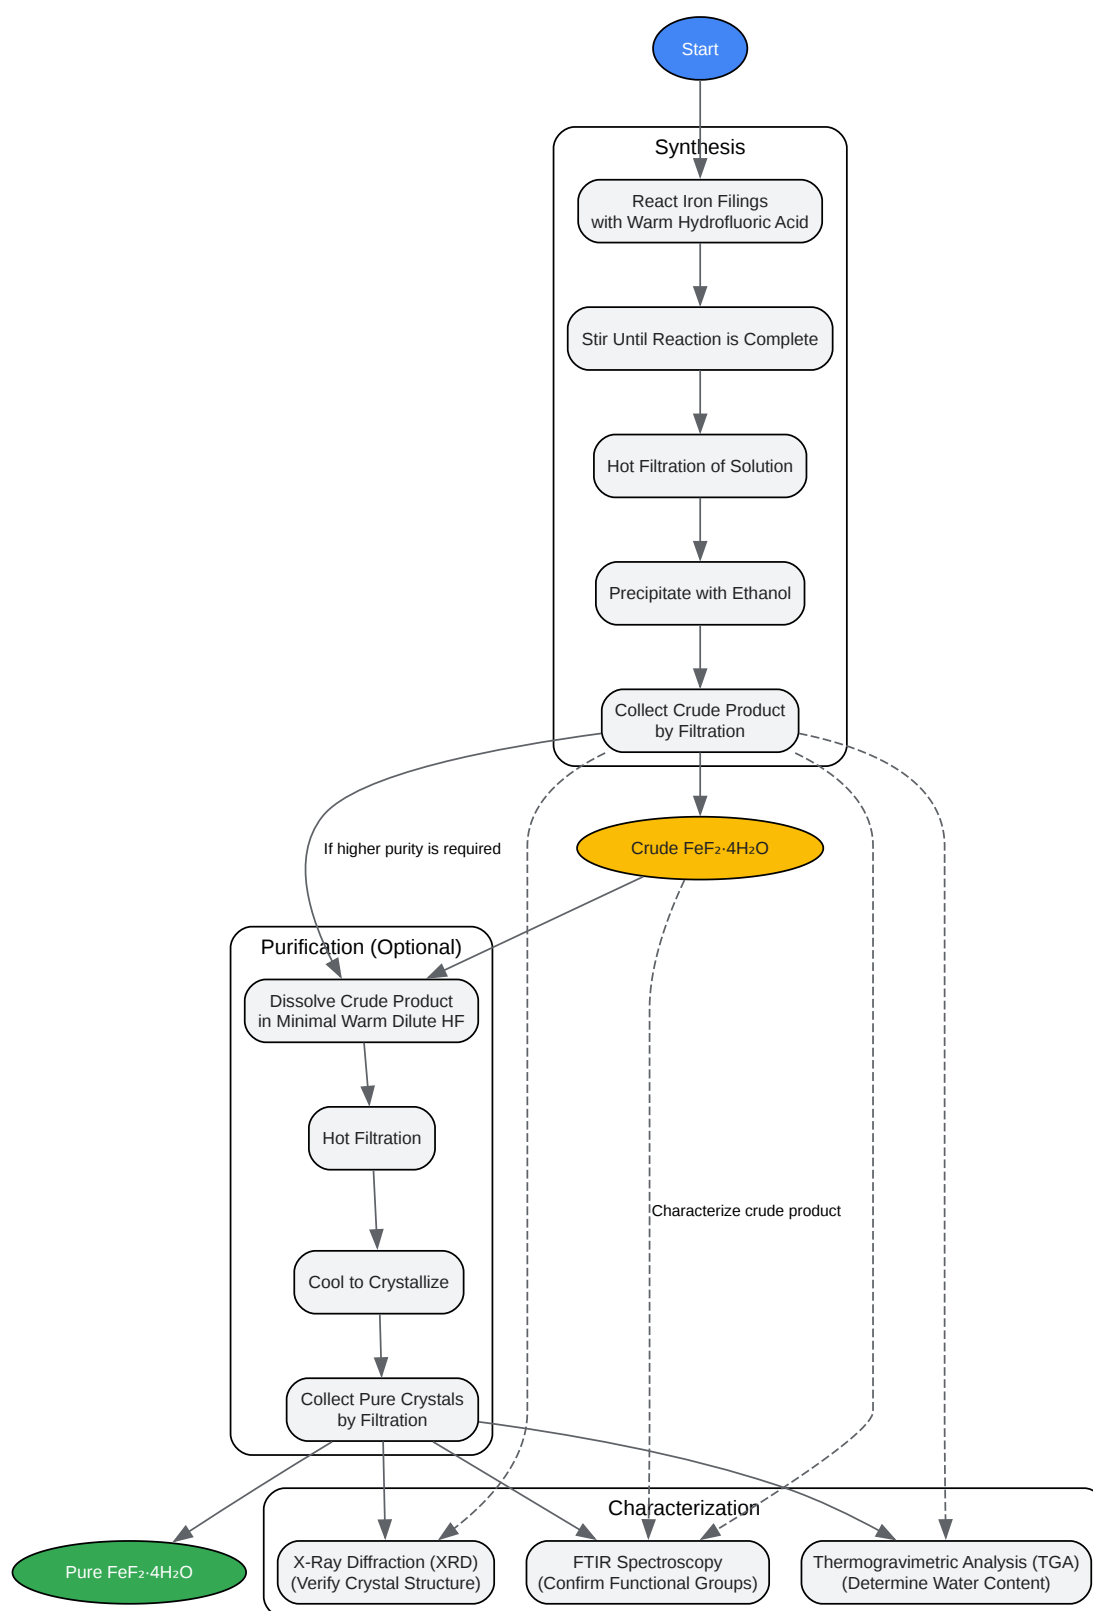 Start
Synthesis
React Iron Filings
with Warm Hydrofluoric Acid
Stir Until Reaction is Complete
Hot Filtration of Solution
Precipitate with Ethanol
Collect Crude Product
by Filtration
If higher purity is required
Crude FeF₂·4H₂O
Purification (Optional)
Dissolve Crude Product
in Minimal Warm Dilute HF
Hot Filtration
Characterize crude product
Cool to Crystallize
Collect Pure Crystals
by Filtration
Characterization
Pure FeF₂·4H₂O
X-Ray Diffraction (XRD)
(Verify Crystal Structure)
FTIR Spectroscopy
(Confirm Functional Groups)
Thermogravimetric Analysis (TGA)
(Determine Water Content)